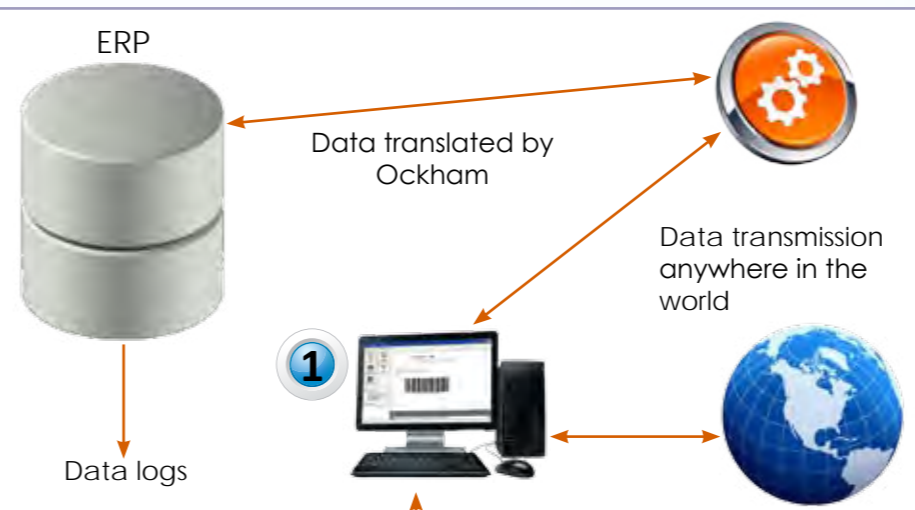 ERP
Data translated by
Ockham
Data transmission
anywhere in the
world
1
Data logs